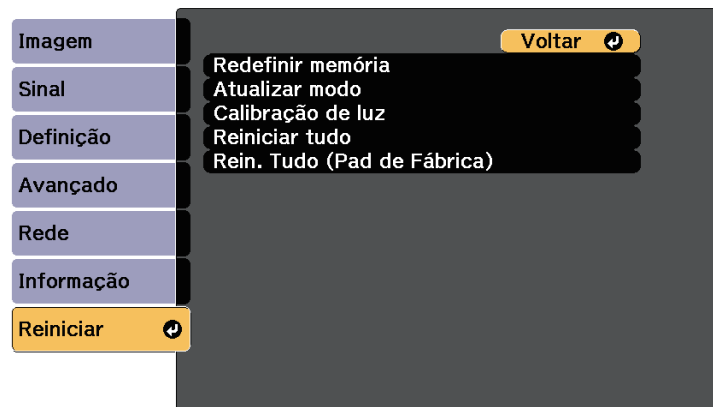 Imagem
Sinal
Definição
Avançado
Rede
Informação
Reiniciar
Voltar
Redefinir memória
Atualizar modo
Calibração de luz
Reiniciar tudo
Rein. Tudo (Pad de Fábrica)